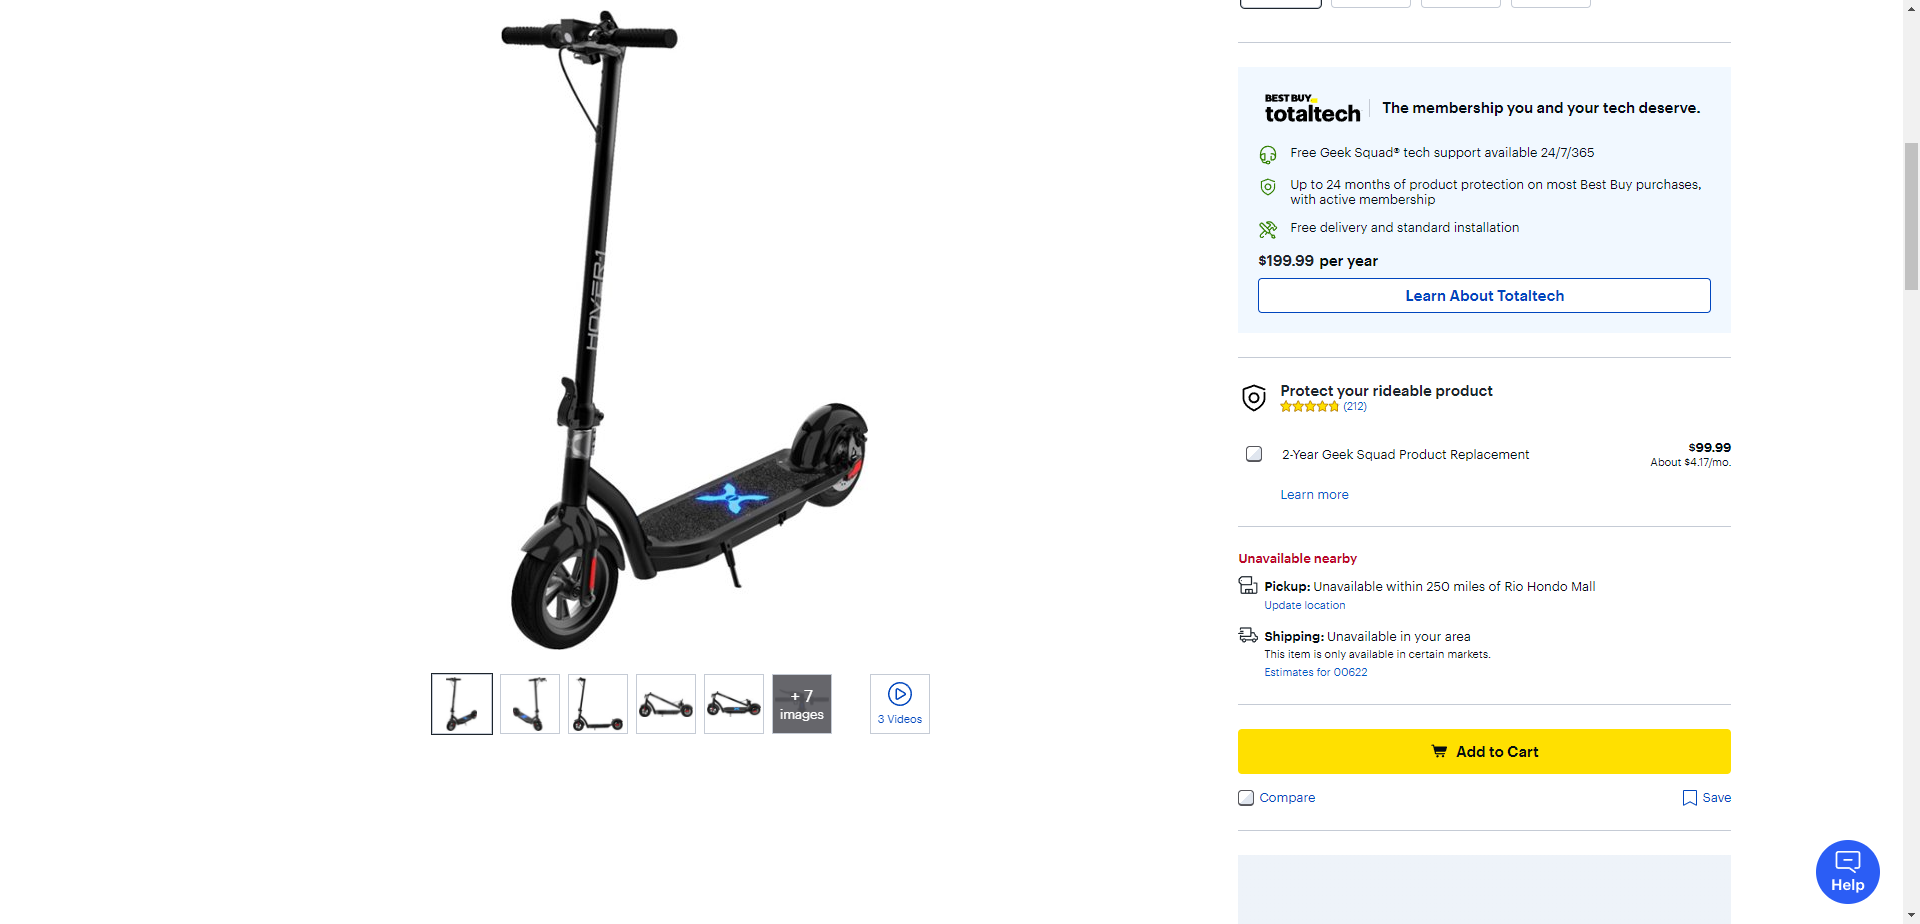 HOVER-1
+ 7
images
3 Videos
BEST BUY
totaltech
The membership you and your tech deserve.
Free Geek Squad® tech support available 24/7/365
Up to 24 months of product protection on most Best Buy purchases,
with active membership
Free delivery and standard installation
$199.99 per year
Learn About Totaltech
Protect your rideable product
(212)
2-Year Geek Squad Product Replacement
$99.99
About $4.17/mo.
Learn more
Unavailable nearby
Pickup: Unavailable within 250 miles of Rio Hondo Mall
Update location
Shipping: Unavailable in your area
This item is only available in certain markets.
Estimates for 00622
Add to Cart
Compare
Save
Help